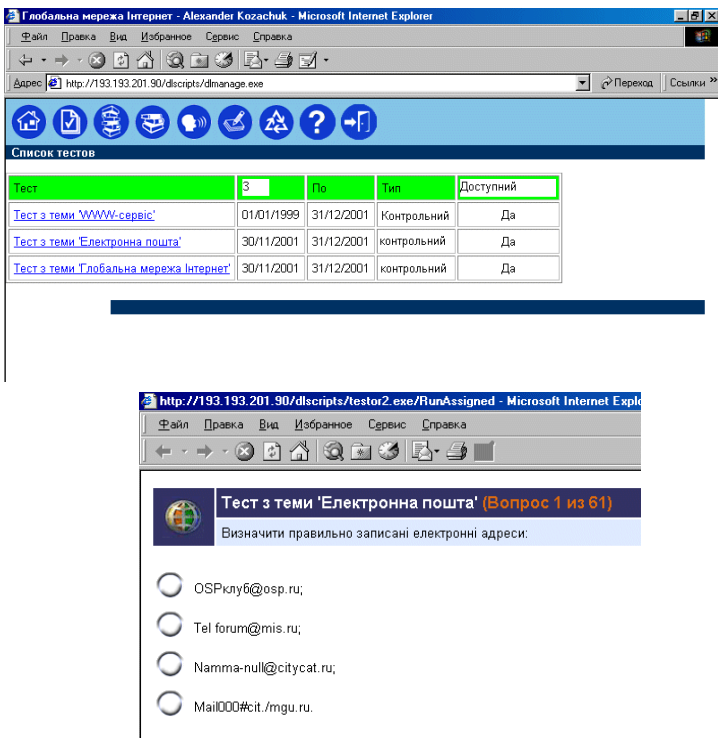 Глобальна мережа Інтернет - Alexander Kozachuk - Microsoft Internet Explorer
Файл Правка Вид Избранное Сервис Справка
Адрес http://193.193.201.90/dlscripts/dlmanage.exe Переход Ссылки »
Список тестов
Тест З По Тип Доступний
Тест з теми 'WWW-сервіс' 01/01/1999 31/12/2001 Контрольний Да
Тест з теми 'Електронна пошта' 30/11/2001 31/12/2001 контрольний Да
Тест з теми 'Глобальна мережа Інтернет' 30/11/2001 31/12/2001 контрольний Да
http://193.193.201.90/dlscripts/testor2.exe/RunAssigned - Microsoft Internet Explo
Файл Правка Вид Избранное Сервис Справка
Тест з теми 'Електронна пошта' (Вопрос 1 из 61)
Визначити правильно записані електронні адреси:
OSPклуб@osp.ru;
Tel forum@mis.ru;
Namma-null@citycat.ru;
Mail000#cit./mgu.ru.